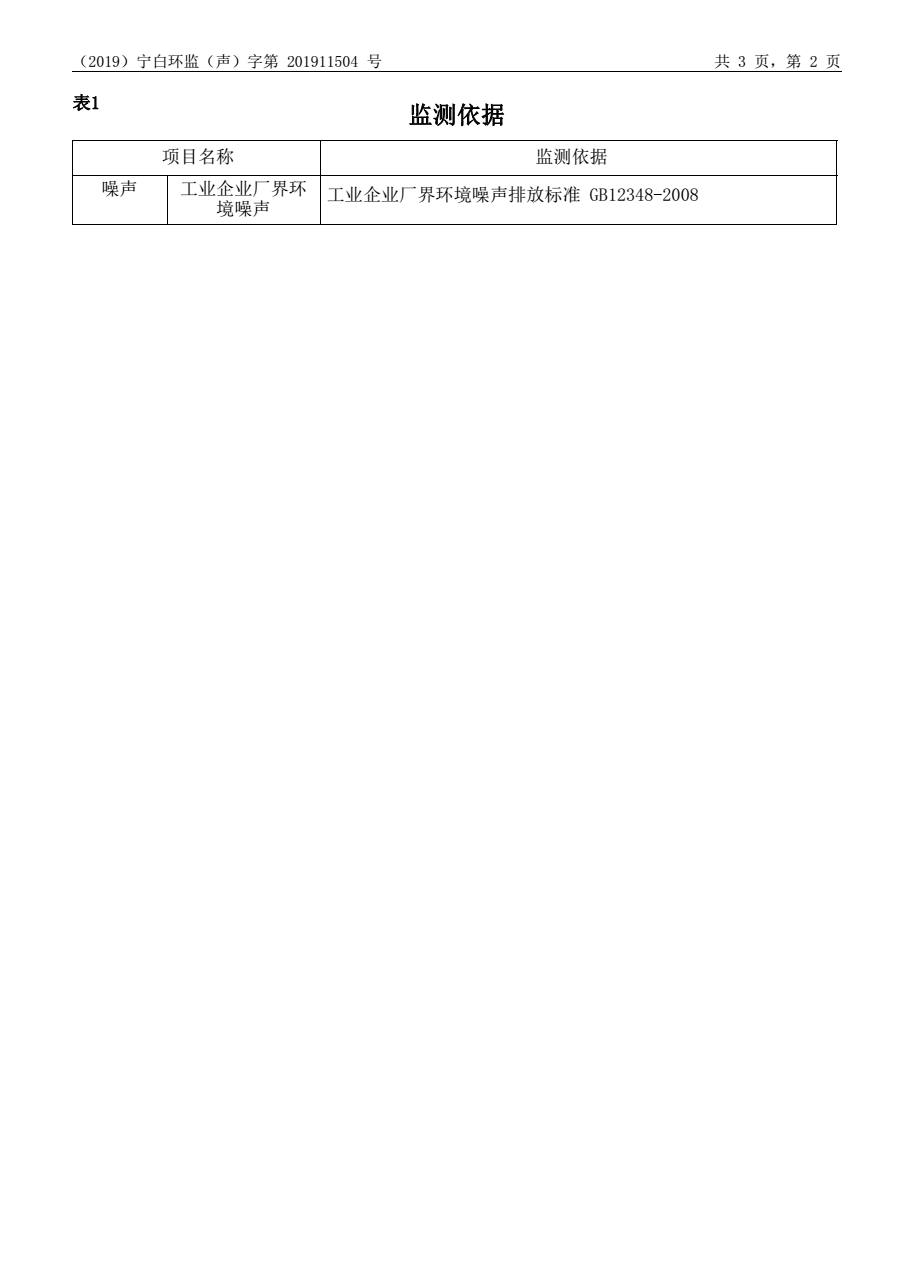 （2019）宁白环监（声）字第 201911504 号 共 3 页，第 2 页
表1
监测依据
项目名称 监测依据
噪声 工业企业厂界环境噪声 工业企业厂界环境噪声排放标准 GB12348-2008